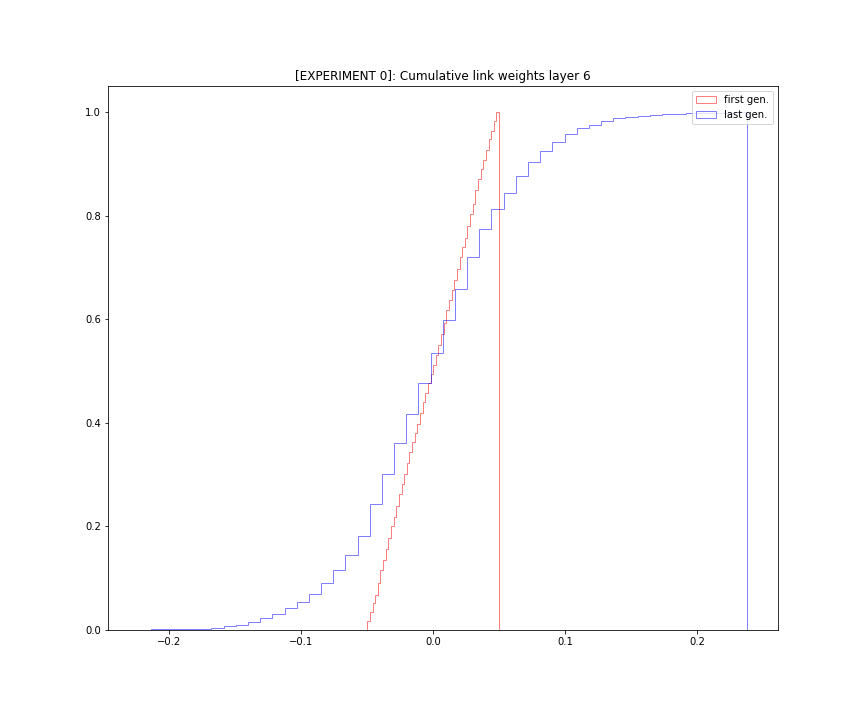 [EXPERIMENT 0]: Cumulative link weights layer 6
first gen.
last gen.
1.0
0.8
0.6
0.4
0.2
0.0
−0.2 −0.1 0.0 0.1 0.2